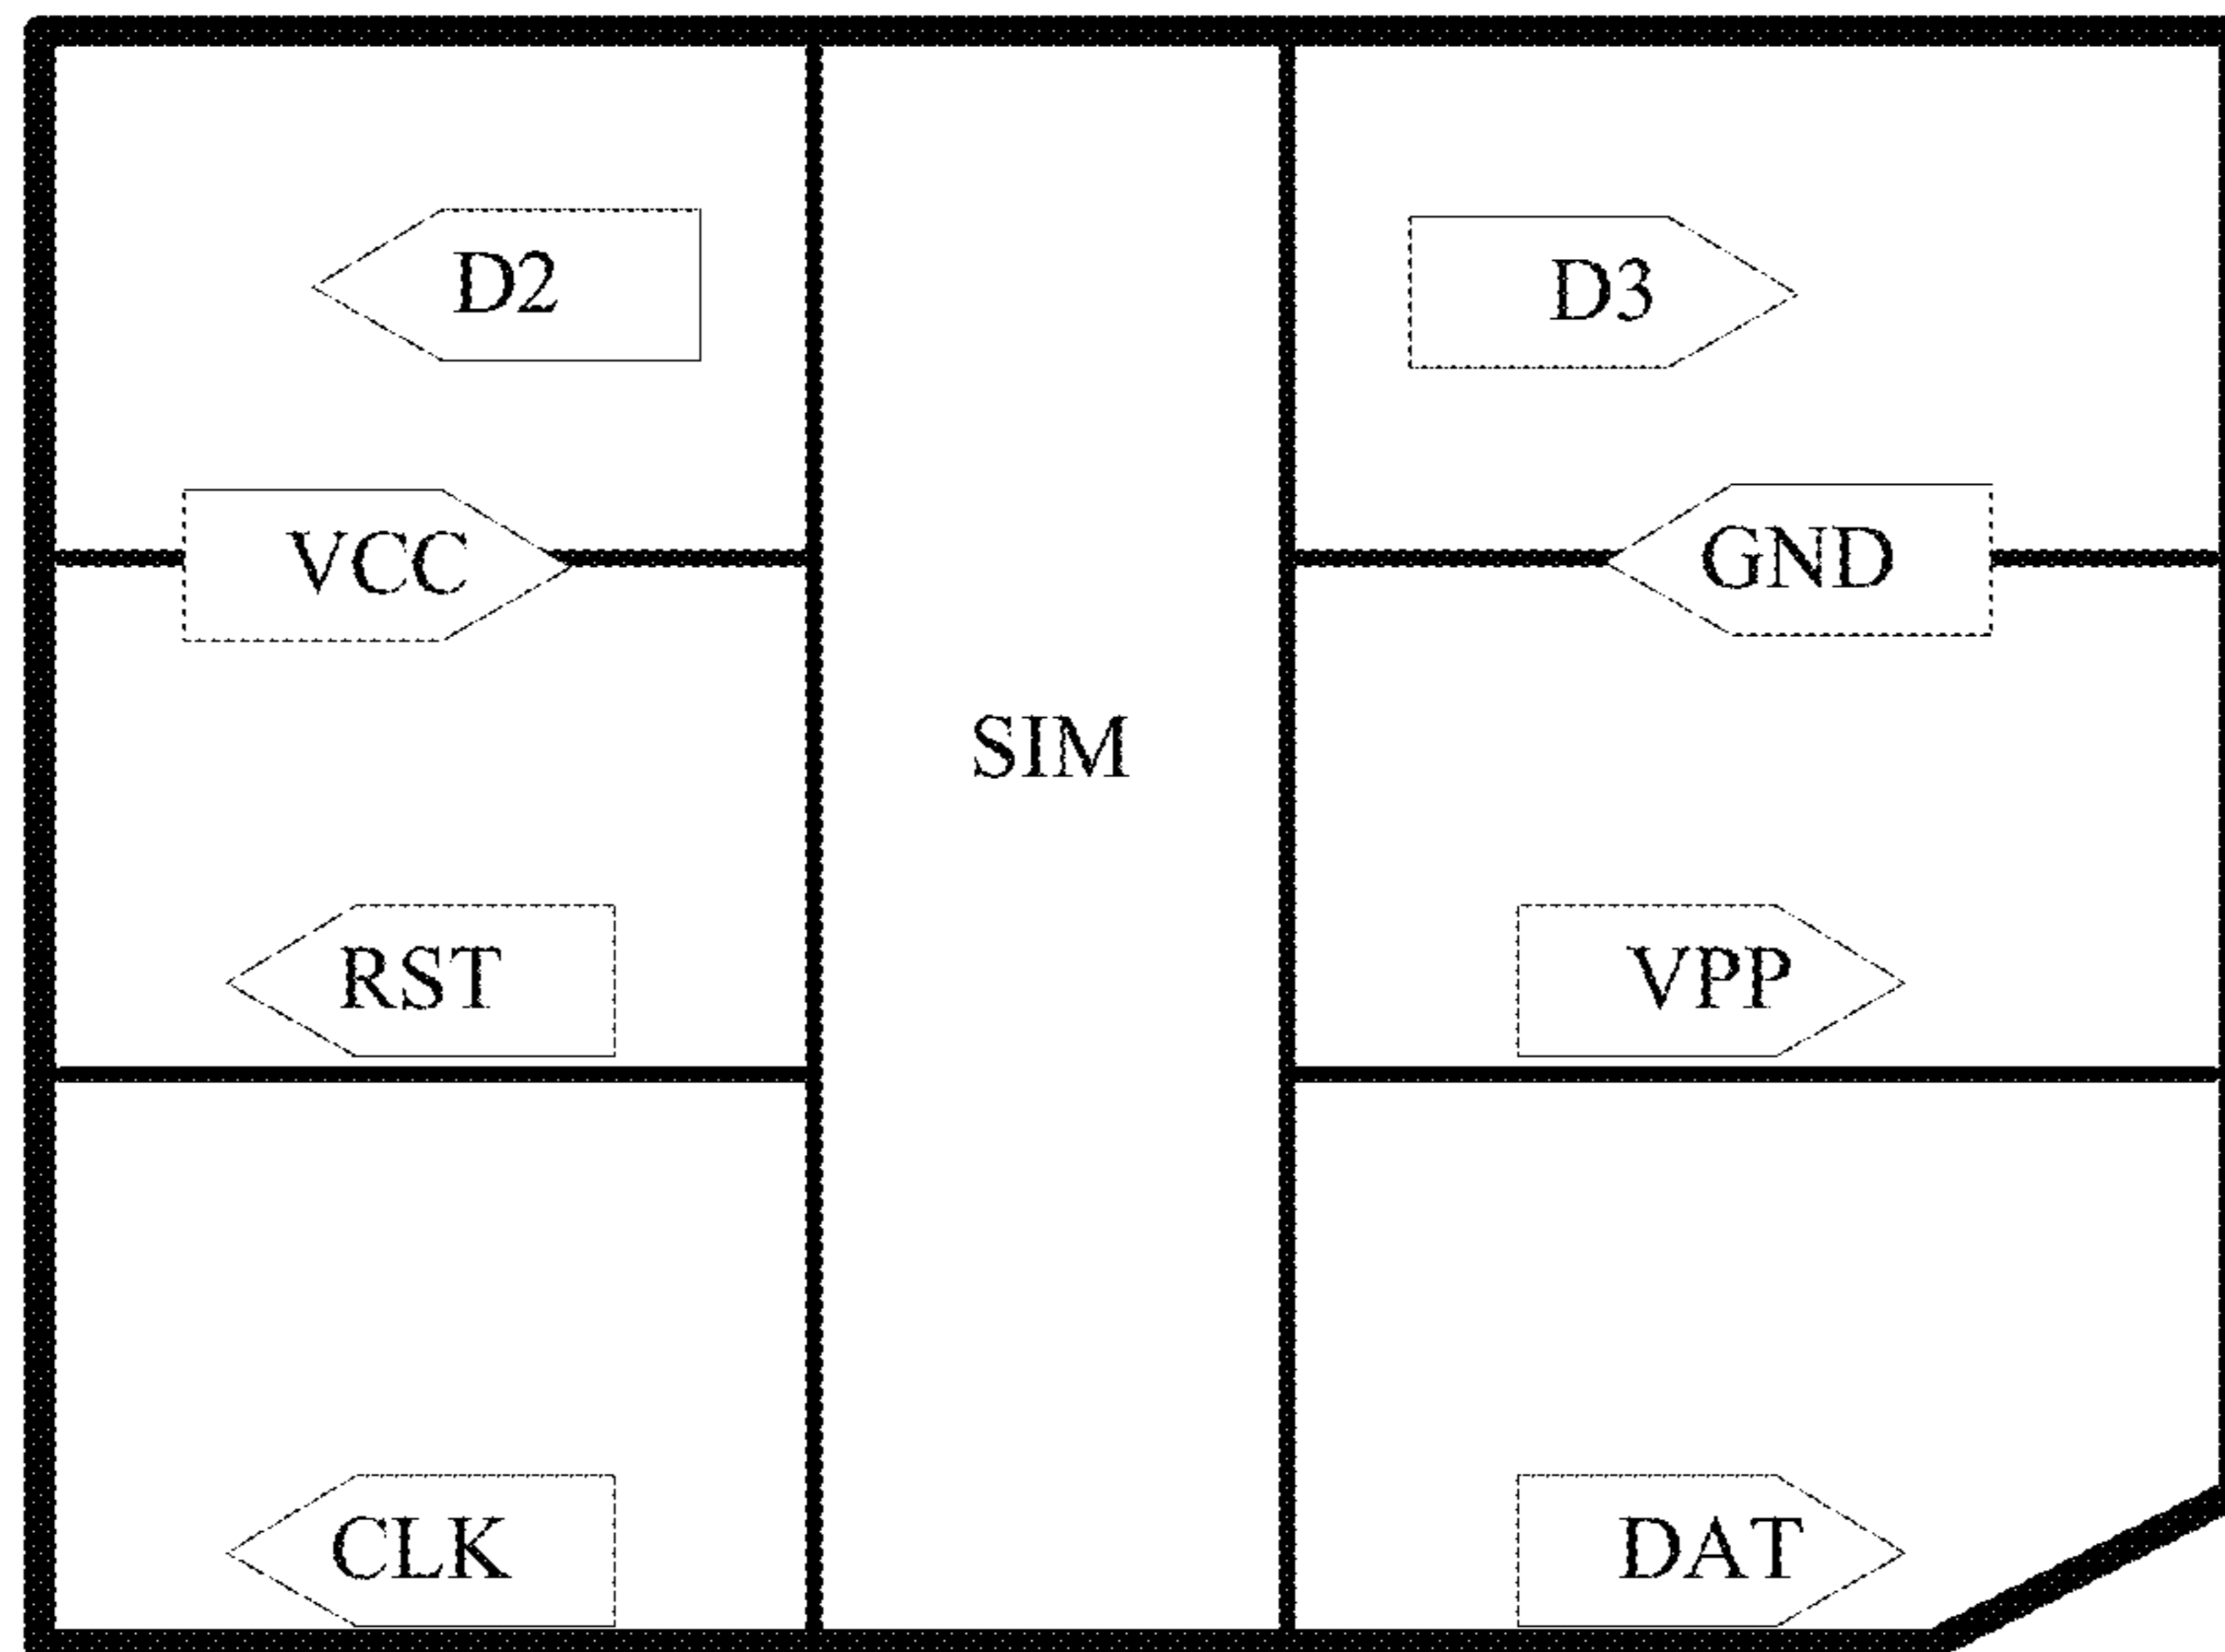 D2
D3
VCC
GND
SIM
RST
VPP
CLK
DAT